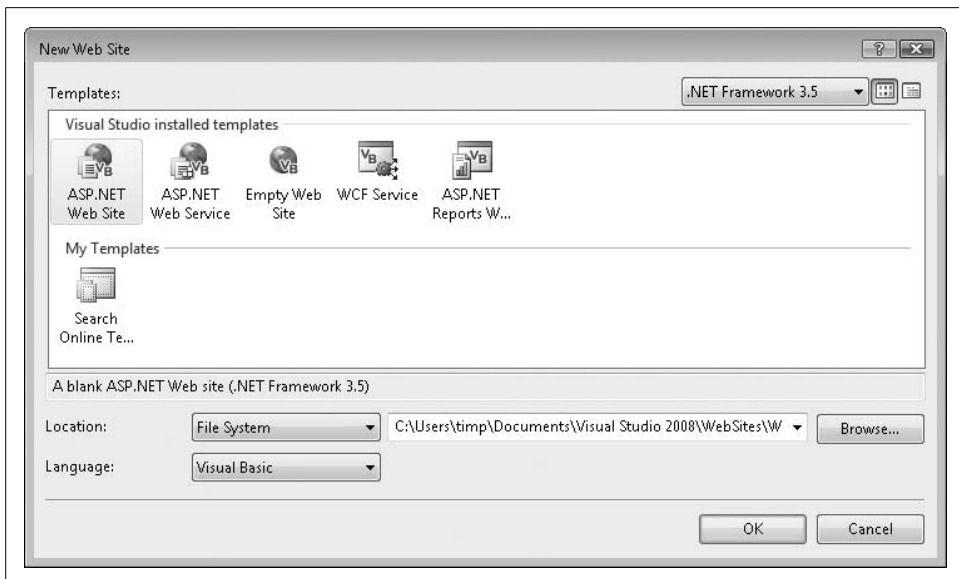 New Web Site
Templates:
.NET Framework 3.5
Visual Studio installed templates
ASP.NET Web Site
ASP.NET Web Service
Empty Web Site
WCF Service
ASP.NET Reports W...
My Templates
Search Online Te...
A blank ASP.NET Web site (.NET Framework 3.5)
Location:
File System
C:\Users\timp\Documents\Visual Studio 2008\WebSites\W
Browse...
Language:
Visual Basic
OK
Cancel